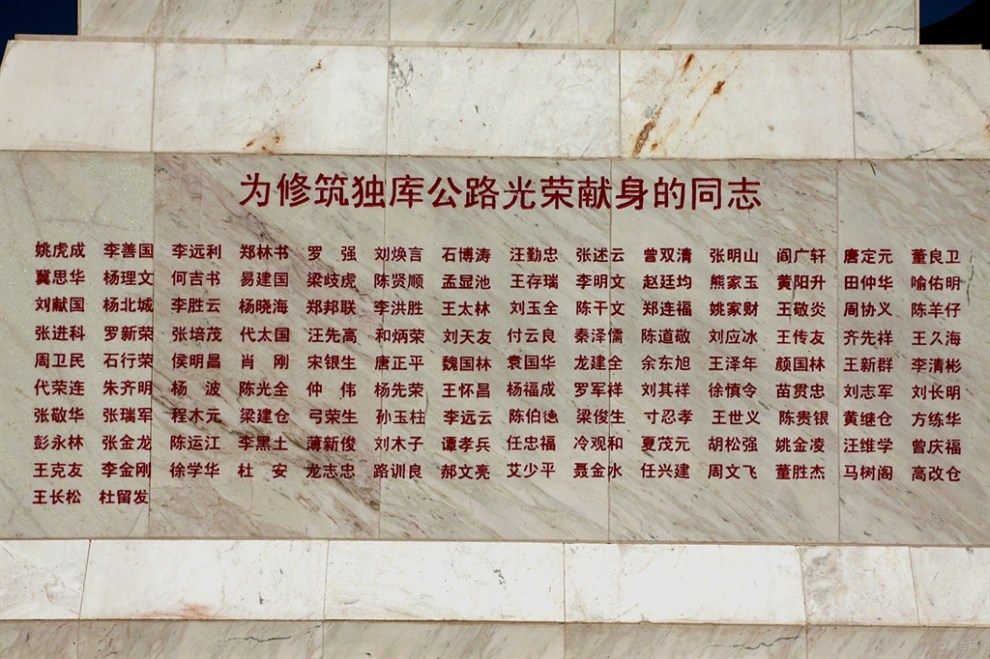 为修筑独库公路光荣献身的同志
姚虎成 李善国 李远利 郑林书 罗 强 刘焕言 石博涛 汪勤忠 张述云 曾双清 张明山 阎广轩 唐定元 董良卫
冀思华 杨理文 何吉书 易建国 梁歧虎 陈贤顺 孟显池 王存瑞 李明文 赵廷均 熊家玉 黄阳升 田仲华 喻佑明
刘献国 杨北城 李胜云 杨晓海 郑邦联 李洪胜 王太林 刘玉全 陈干文 郑连福 姚家财 王敬炎 周协义 陈羊仔
张进科 罗新荣 张培茂 代太国 汪先高 和炳荣 刘天友 付云良 秦泽儒 陈道敬 刘应冰 王传友 齐先祥 王久海
周卫民 石行荣 侯明昌 肖 刚 宋银生 唐正平 魏国林 袁国华 龙建全 余东旭 王泽年 颜国林 王新群 李清彬
代荣连 朱齐明 杨 波 陈光全 仲 伟 杨先荣 王怀昌 杨福成 罗军祥 刘其祥 徐慎令 苗贯忠 刘志军 刘长明
张敬华 张瑞军 程木元 梁建仓 弓荣生 孙玉柱 李远云 陈伯德 梁俊生 寸忍孝 王世义 陈贵银 黄继仓 方练华
彭永林 张金龙 陈运江 李黑土 薄新俊 刘木子 谭孝兵 任忠福 冷观和 夏茂元 胡松强 姚金凌 汪维学 曾庆福
王克友 李金刚 徐学华 杜 安 龙志忠 路训良 郝文亮 艾少平 聂金水 任兴建 周文飞 董胜杰 马树阁 高改仓
王长松 杜留发